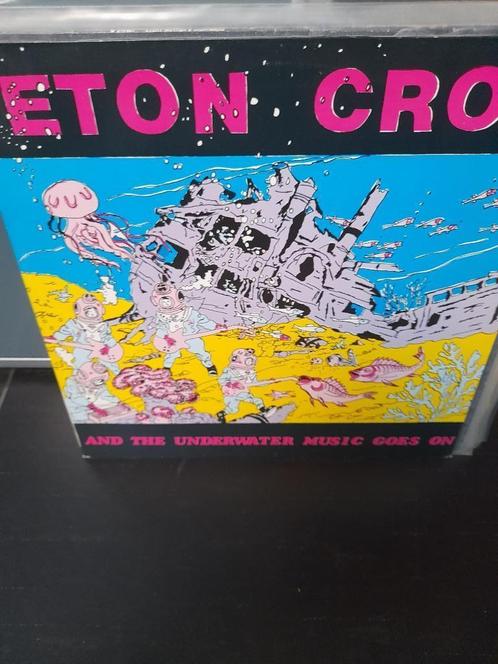 ETON CRO
AND THE UNDERWATER MUSIC GOES ON